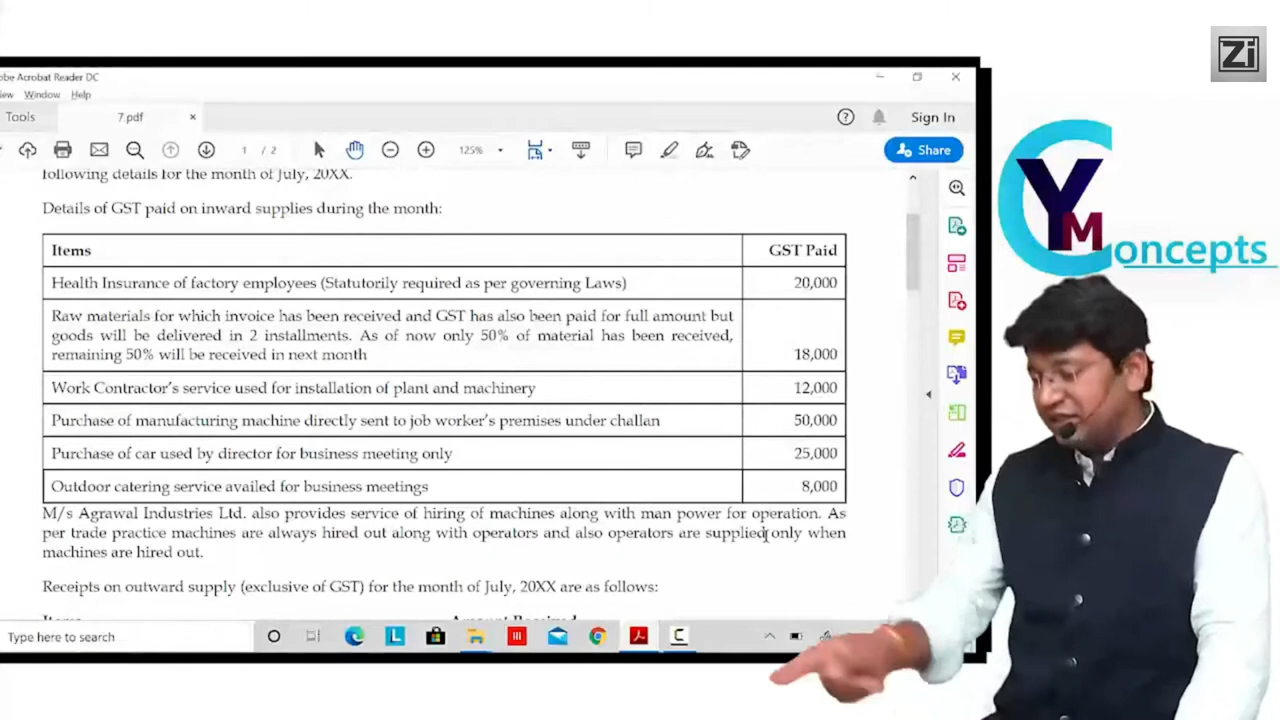 Zi
obe Acrobat Reader DC
iew Window Help
Tools 7.pdf Sign In
1 / 2 125% Share
following details for the month of July, 20XX.
Details of GST paid on inward supplies during the month:
Items GST Paid
Health Insurance of factory employees (Statutorily required as per governing Laws) 20,000
Raw materials for which invoice has been received and GST has also been paid for full amount but
goods will be delivered in 2 installments. As of now only 50% of material has been received,
remaining 50% will be received in next month 18,000
Work Contractor's service used for installation of plant and machinery 12,000
Purchase of manufacturing machine directly sent to job worker's premises under challan 50,000
Purchase of car used by director for business meeting only 25,000
Outdoor catering service availed for business meetings 8,000
M/s Agrawal Industries Ltd. also provides service of hiring of machines along with man power for operation. As
per trade practice machines are always hired out along with operators and also operators are supplied only when
machines are hired out.
Receipts on outward supply (exclusive of GST) for the month of July, 20XX are as follows:
Items Amount Received
Type here to search
CYM
oncepts